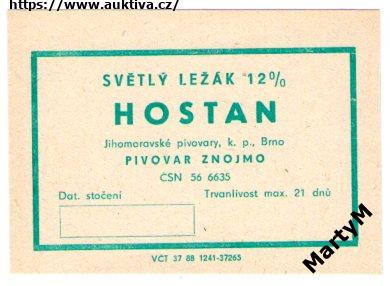 https://www.auktiva.cz/
SVĚTLÝ LEŽÁK 12%
HOSTAN
Jihomoravské pivovary, k. p., Brno
PIVOVAR ZNOJMO
ČSN 56 6635
Dat. stočení Trvanlivost max. 21 dnů
VČT 37 88 1241-37265
MartyM